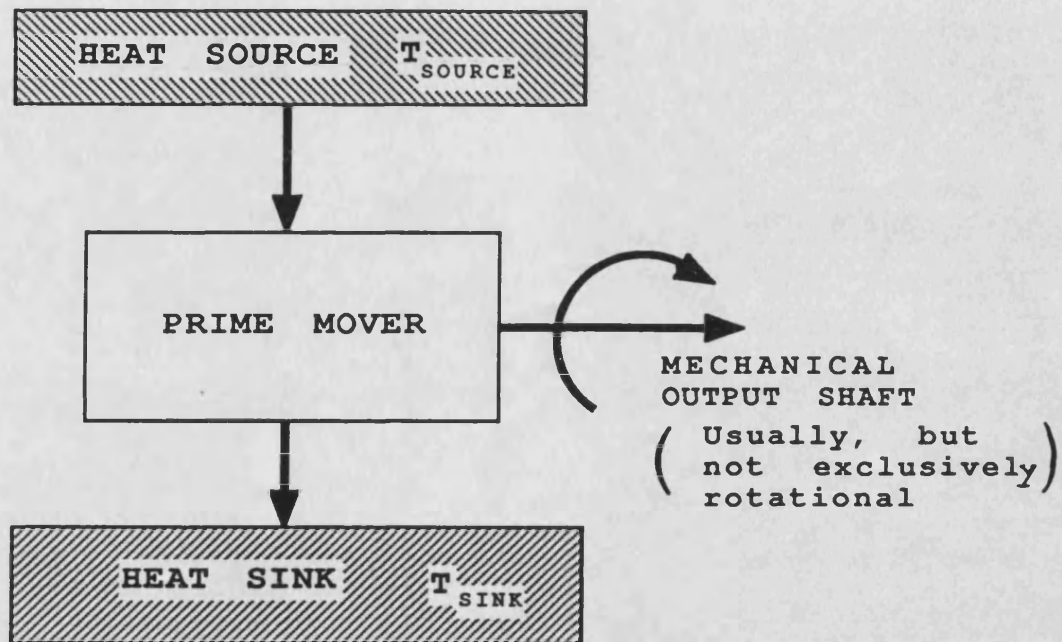 HEAT SOURCE T SOURCE
PRIME MOVER
MECHANICAL
OUTPUT SHAFT
( Usually, but
not exclusively )
rotational
HEAT SINK T SINK